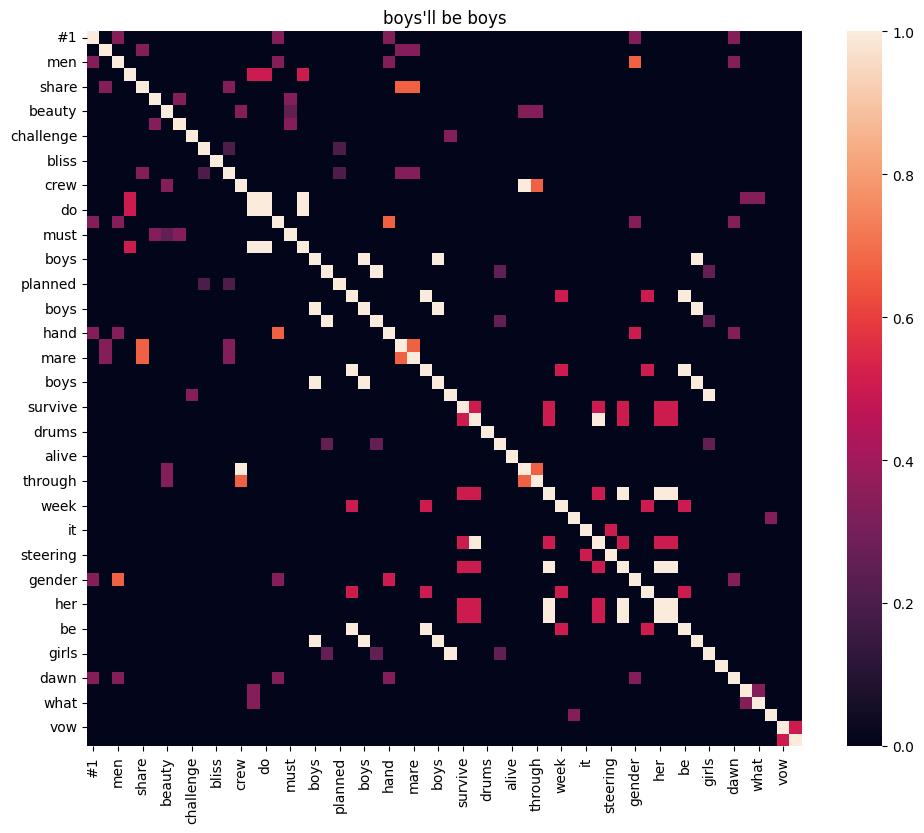 boys'll be boys
#1
men
share
beauty
challenge
bliss
crew
do
must
boys
planned
boys
hand
mare
boys
survive
drums
alive
through
week
it
steering
gender
her
be
girls
dawn
what
vow
1.0
0.8
0.6
0.4
0.2
0.0
#1
men
share
beauty
challenge
bliss
crew
do
must
boys
planned
boys
hand
mare
boys
survive
drums
alive
through
week
it
steering
gender
her
be
girls
dawn
what
vow